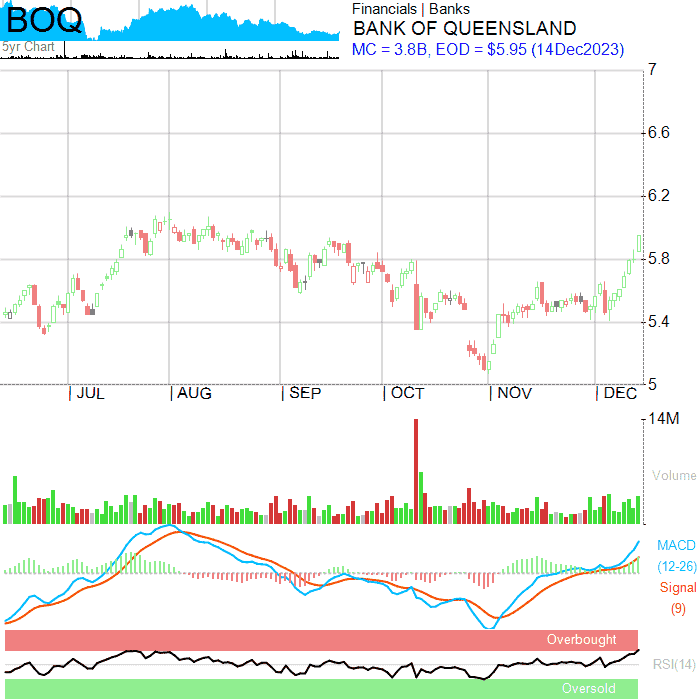 BOQ
5yr Chart
Financials | Banks
BANK OF QUEENSLAND
MC = 3.8B, EOD = $5.95 (14Dec2023)
7
6.6
6.2
5.8
5.4
5
JUL AUG SEP OCT NOV DEC
14M
Volume
MACD
(12-26)
Signal
(9)
Overbought
RSI(14)
Oversold